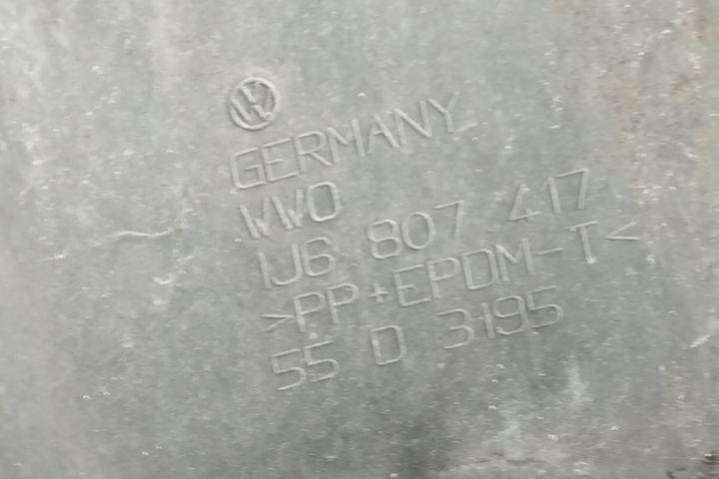 GERMANY
WWO
1J6 807 417
>PP+EPDM-T<
55 D 3195